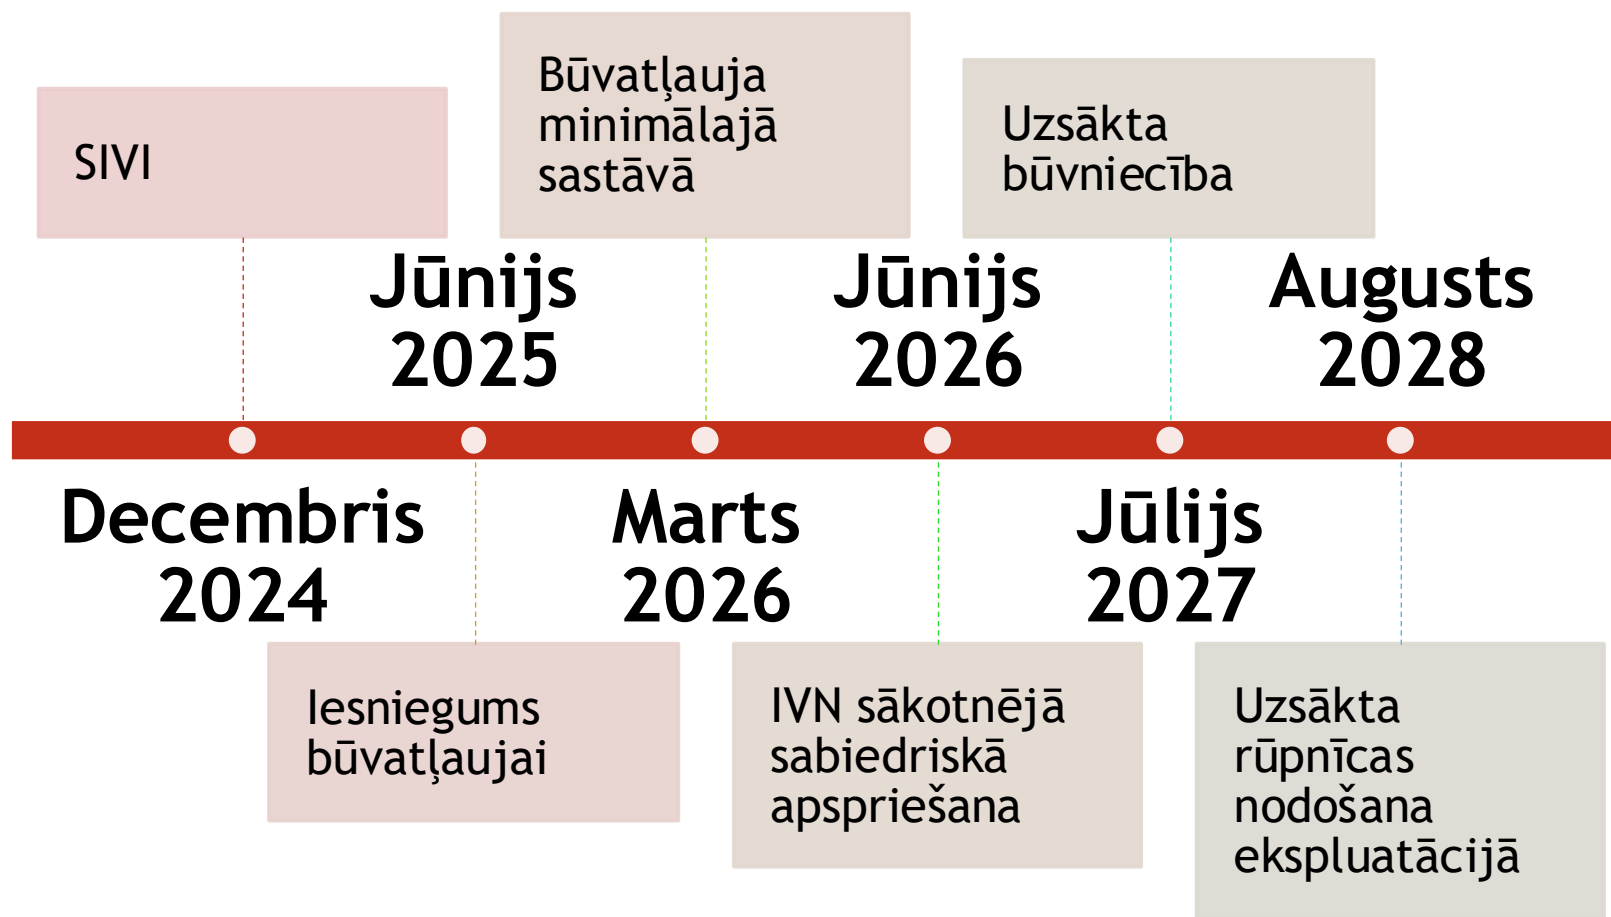 SIVI
Decembris
2024
Jūnijs
2025
Iesniegums
būvatļaujai
Būvatļauja
minimālajā
sastāvā
Marts
2026
Jūnijs
2026
IVN sākotnējā
sabiedriskā
apspriešana
Uzsākta
būvniecība
Jūlijs
2027
Augusts
2028
Uzsākta
rūpnīcas
nodošana
ekspluatācijā